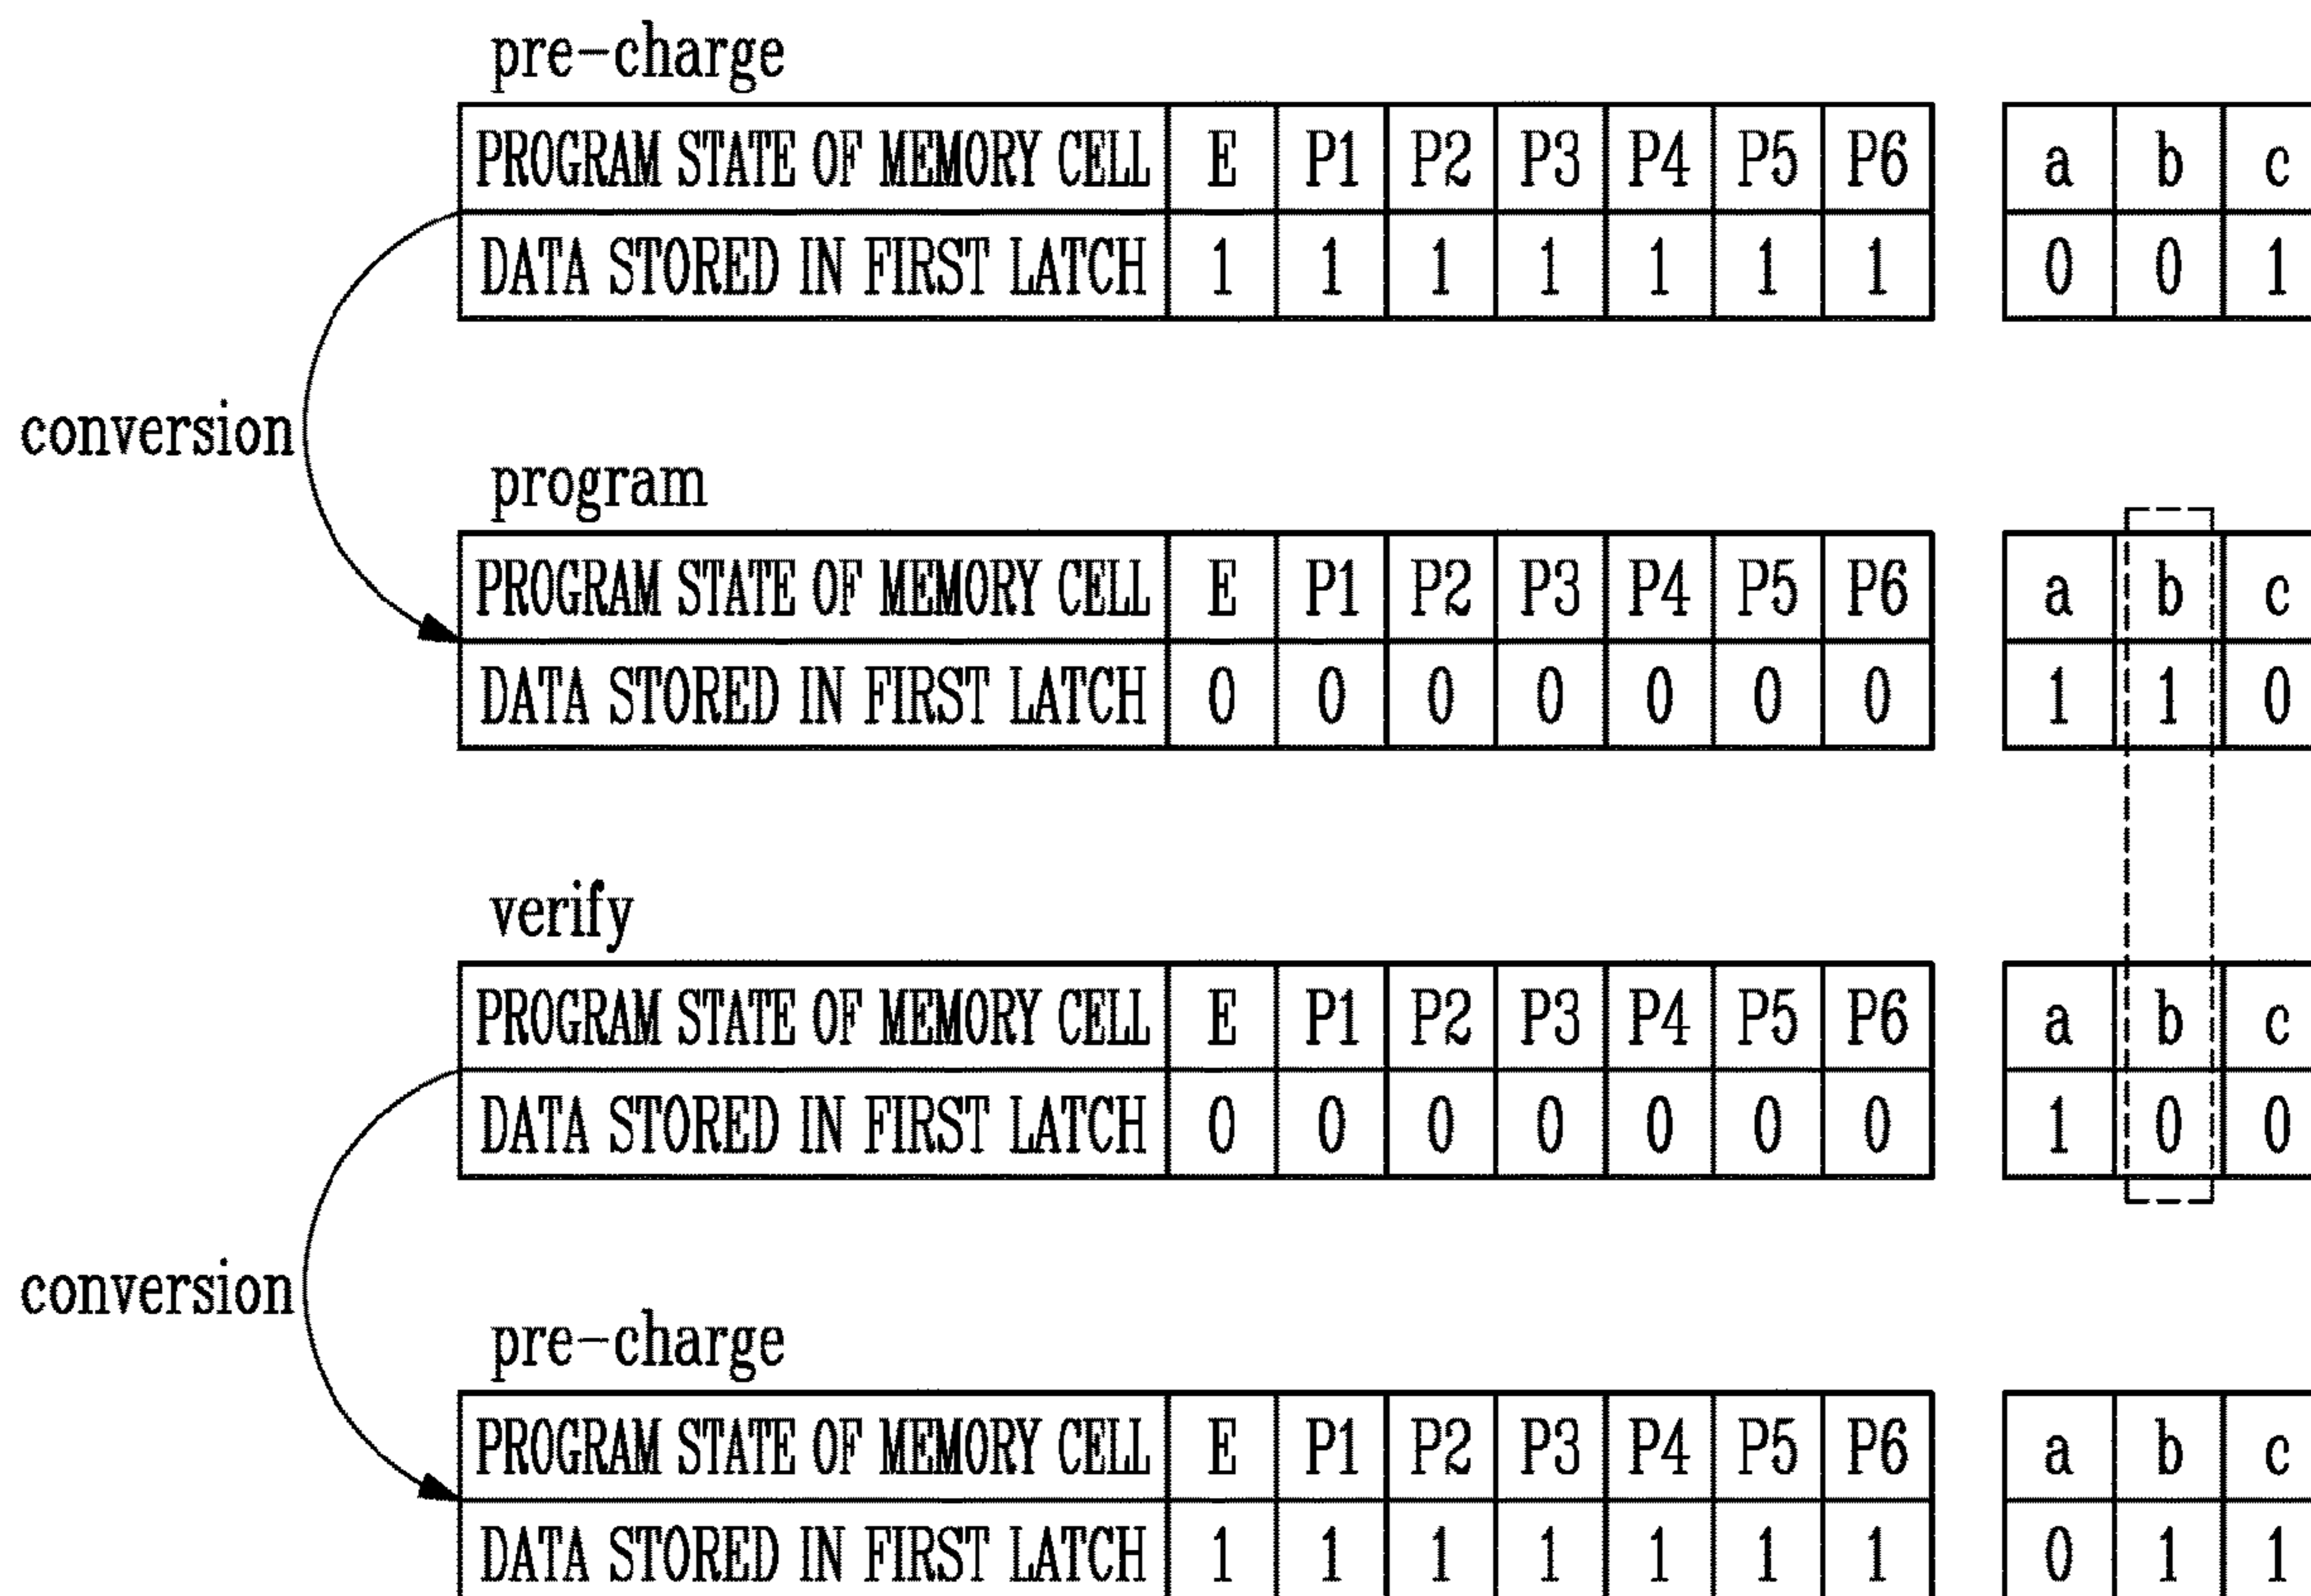 pre-charge
PROGRAM STATE OF MEMORY CELL E P1 P2 P3 P4 P5 P6 a b c
DATA STORED IN FIRST LATCH 1 1 1 1 1 1 1 0 0 1
conversion
program
PROGRAM STATE OF MEMORY CELL E P1 P2 P3 P4 P5 P6 a b c
DATA STORED IN FIRST LATCH 0 0 0 0 0 0 0 1 1 0
verify
PROGRAM STATE OF MEMORY CELL E P1 P2 P3 P4 P5 P6 a b c
DATA STORED IN FIRST LATCH 0 0 0 0 0 0 0 1 0 0
conversion
pre-charge
PROGRAM STATE OF MEMORY CELL E P1 P2 P3 P4 P5 P6 a b c
DATA STORED IN FIRST LATCH 1 1 1 1 1 1 1 0 1 1